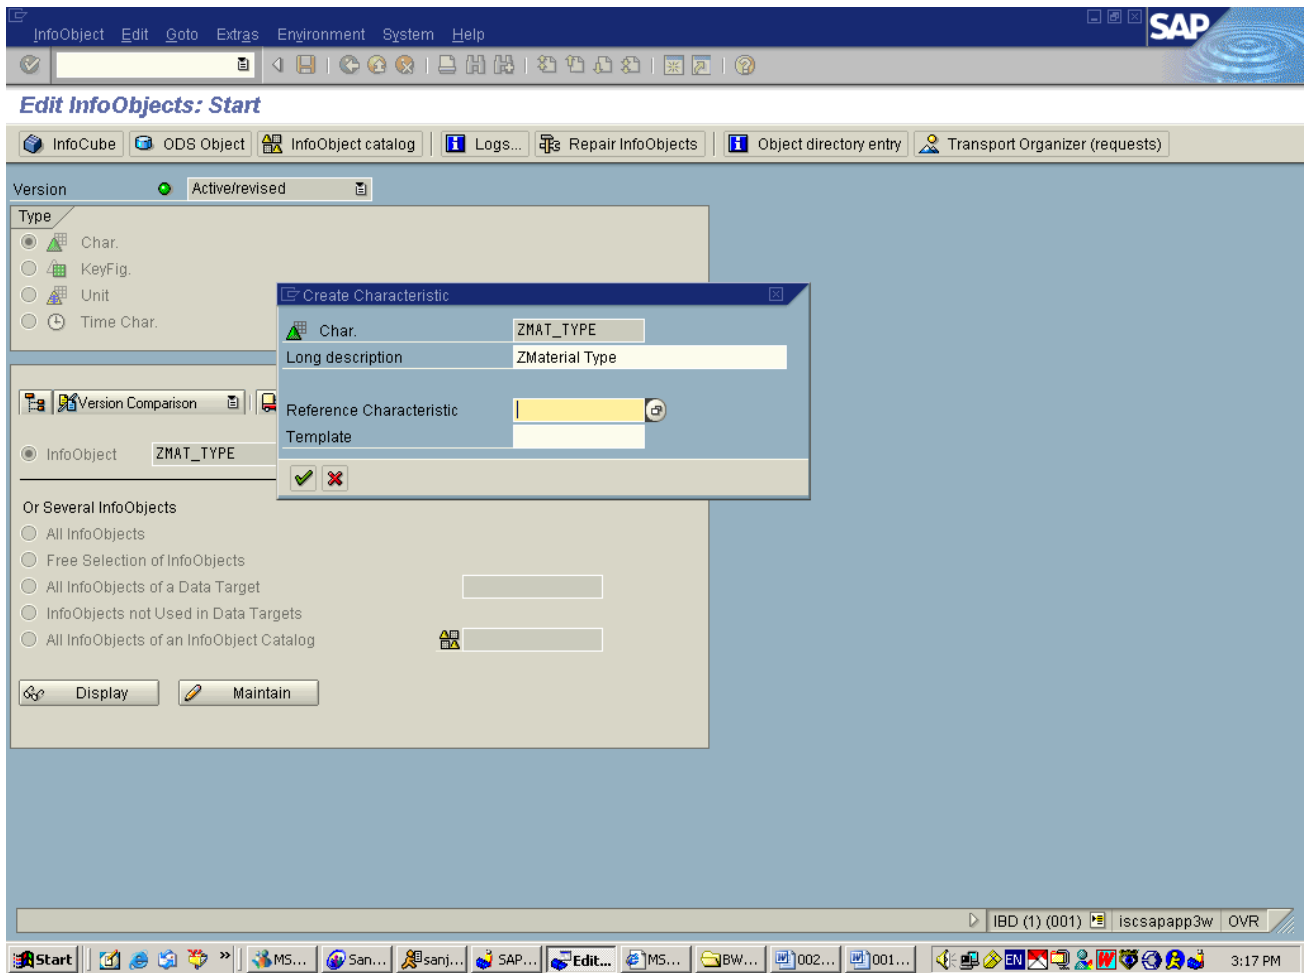 InfoObject Edit Goto Extras Environment System Help
SAP
Edit InfoObjects: Start
InfoCube ODS Object InfoObject catalog Logs... Repair InfoObjects Object directory entry Transport Organizer (requests)
Version Active/revised
Type
Char.
KeyFig.
Unit
Time Char.
Create Characteristic
Char. ZMAT_TYPE
Long description ZMaterial Type
Reference Characteristic
Template
Version Comparison
InfoObject ZMAT_TYPE
Or Several InfoObjects
All InfoObjects
Free Selection of InfoObjects
All InfoObjects of a Data Target
InfoObjects not Used in Data Targets
All InfoObjects of an InfoObject Catalog
Display Maintain
IBD (1) (001) iscsapapp3w OVR
Start » MS... San... sanj... SAP... Edit... MS... BW... 002... 001... EN 3:17 PM